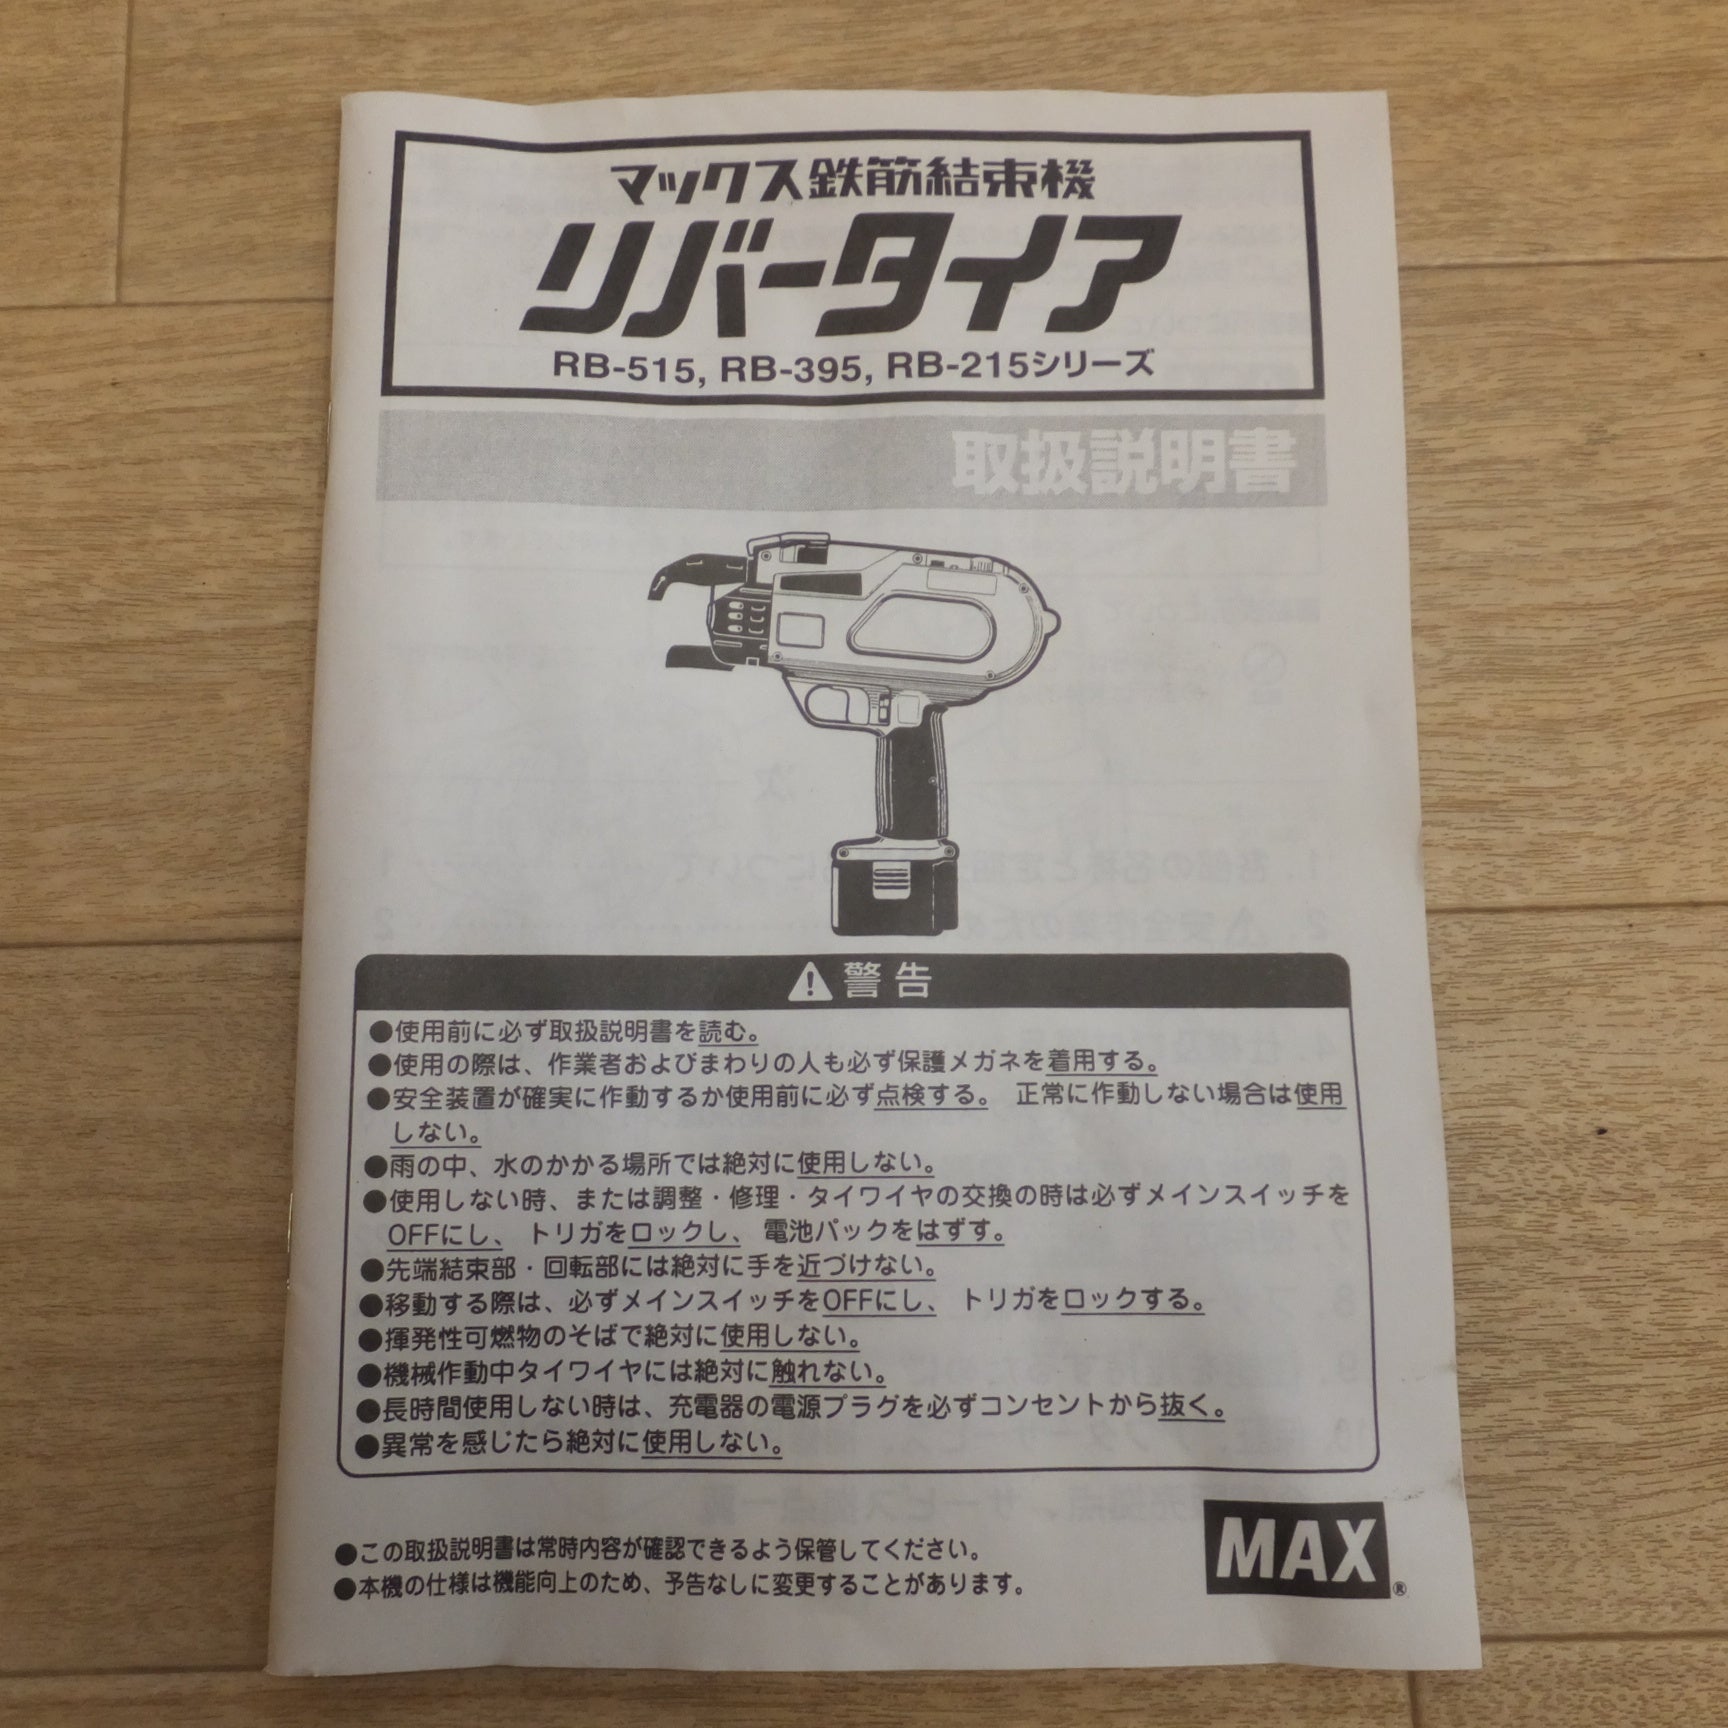 マックス鉄筋結束機
リバータイア
RB-515, RB-395, RB-215シリーズ
取扱説明書
警告
●使用前に必ず取扱説明書を読む。
●使用の際は、作業者およびまわりの人も必ず保護メガネを着用する。
●安全装置が確実に作動するか使用前に必ず点検する。 正常に作動しない場合は使用
しない。
●雨の中、水のかかる場所では絶対に使用しない。
●使用しない時、または調整・修理・タイワイヤの交換の時は必ずメインスイッチを
OFFにし、トリガをロックし、電池パックをはずす。
●先端結束部・回転部には絶対に手を近づけない。
●移動する際は、必ずメインスイッチをOFFにし、トリガをロックする。
●揮発性可燃物のそばで絶対に使用しない。
●機械作動中タイワイヤには絶対に触れない。
●長時間使用しない時は、充電器の電源プラグを必ずコンセントから抜く。
●異常を感じたら絶対に使用しない。
●この取扱説明書は常時内容が確認できるよう保管してください。
●本機の仕様は機能向上のため、予告なしに変更することがあります。
MAX®